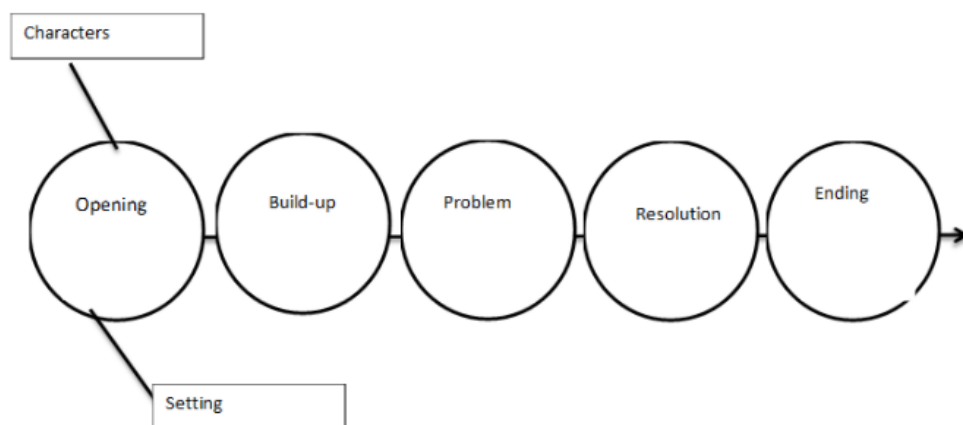 Characters
Opening
Build-up
Problem
Resolution
Ending
Setting